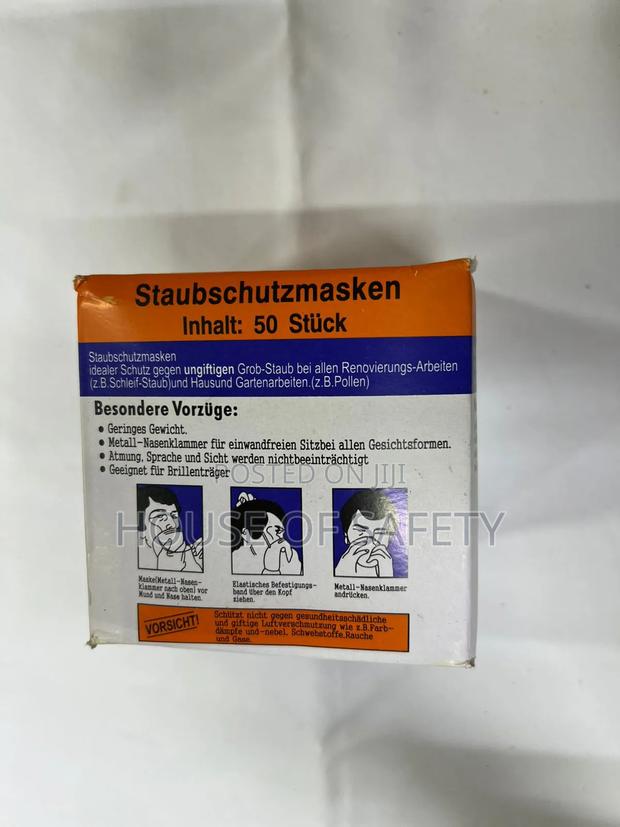 Staubschutzmasken
Inhalt: 50 Stück
Staubschutzmasken
idealer Schutz gegen ungiftigen Grob-Staub bei allen Renovierungs-Arbeiten
(z.B.Schleif-Staub)und Hausund Gartenarbeiten.(z.B.Pollen)
Besondere Vorzüge:
• Geringes Gewicht.
• Metall-Nasenklammer für einwandfreien Sitzbei allen Gesichtsformen.
• Atmung, Sprache und Sicht werden nichtbeeinträchtigt
• Geeignet für Brillenträger
POSTED ON JIJI
HOUSE OF SAFETY
Maske(Metall-Nasen-
klammer nach oben) vor
Mund und Nase halten.
Elastisches Befestigungs-
band über den Kopf
ziehen.
Metall-Nasenklammer
andrücken.
VORSICHT!
Schützt nicht gegen gesundheitsschädliche
und giftige Luftverschmutzung wie z.B.Farb-
dämpfe und-nebel. Schwebstoffe,Rauche
und Gase.